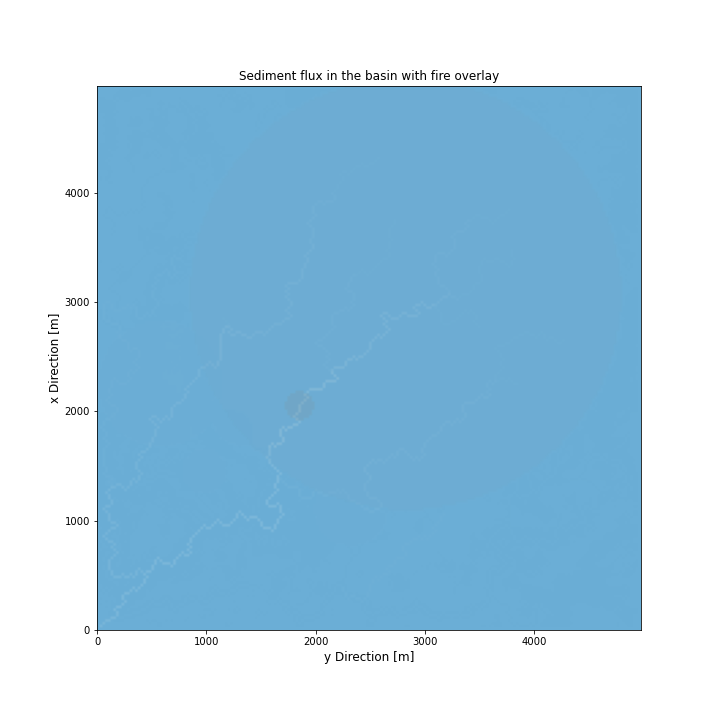 Sediment flux in the basin with fire overlay
4000
3000
2000
1000
0
x Direction [m]
0 1000 2000 3000 4000
y Direction [m]